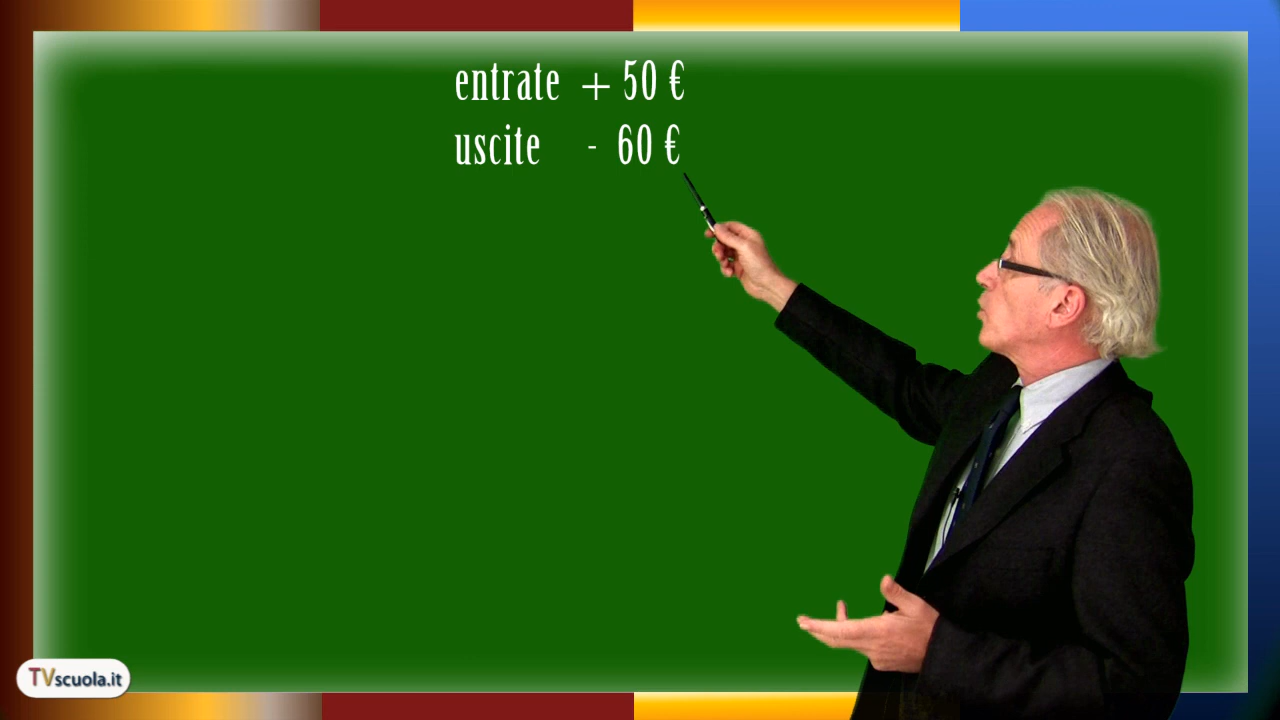 entrate + 50 €
uscite - 60 €
TVscuola.it